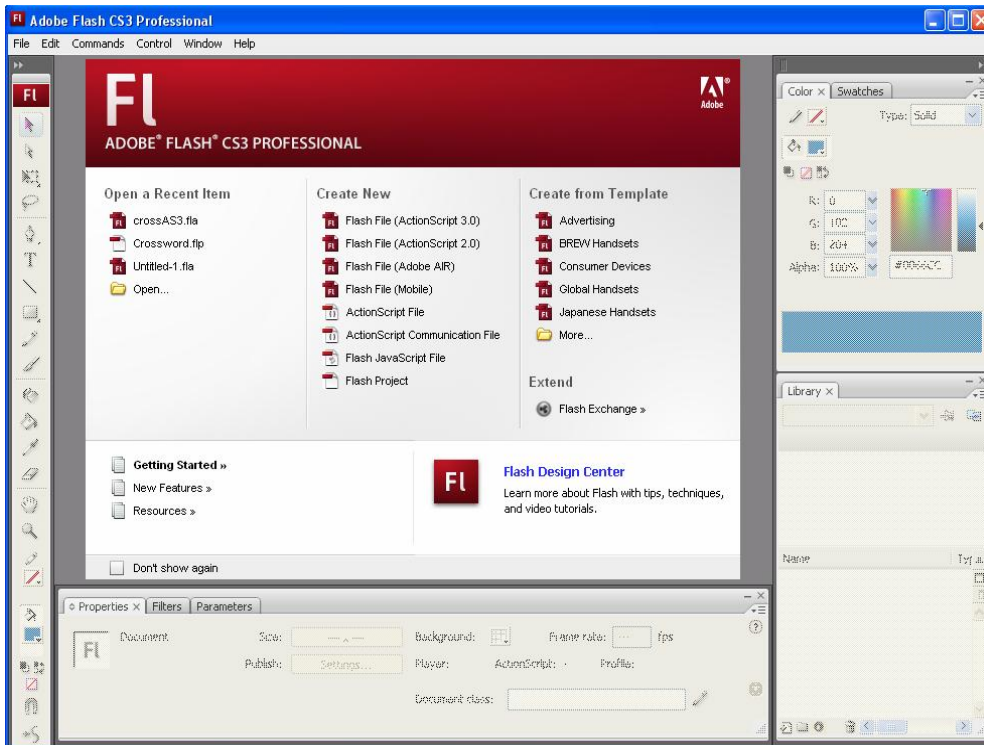 Adobe Flash CS3 Professional
File Edit Commands Control Window Help
Fl
Fl
Adobe
ADOBE® FLASH® CS3 PROFESSIONAL
Open a Recent Item
crossAS3.fla
Crossword.flp
Untitled-1.fla
Open...
Create New
Flash File (ActionScript 3.0)
Flash File (ActionScript 2.0)
Flash File (Adobe AIR)
Flash File (Mobile)
ActionScript File
ActionScript Communication File
Flash JavaScript File
Flash Project
Create from Template
Advertising
BREW Handsets
Consumer Devices
Global Handsets
Japanese Handsets
More...
Extend
Flash Exchange »
Getting Started »
New Features »
Resources »
Fl
Flash Design Center
Learn more about Flash with tips, techniques,
and video tutorials.
Don't show again
Properties × Filters Parameters
Fl
Document Size: Background: Frame rate: fps
Publish: Settings... Player: ActionScript: Profile:
Document class:
Color × Swatches
Type: Solid
R: 0
G: 102
B: 204
Alpha: 100% #0066CC
Library ×
Name